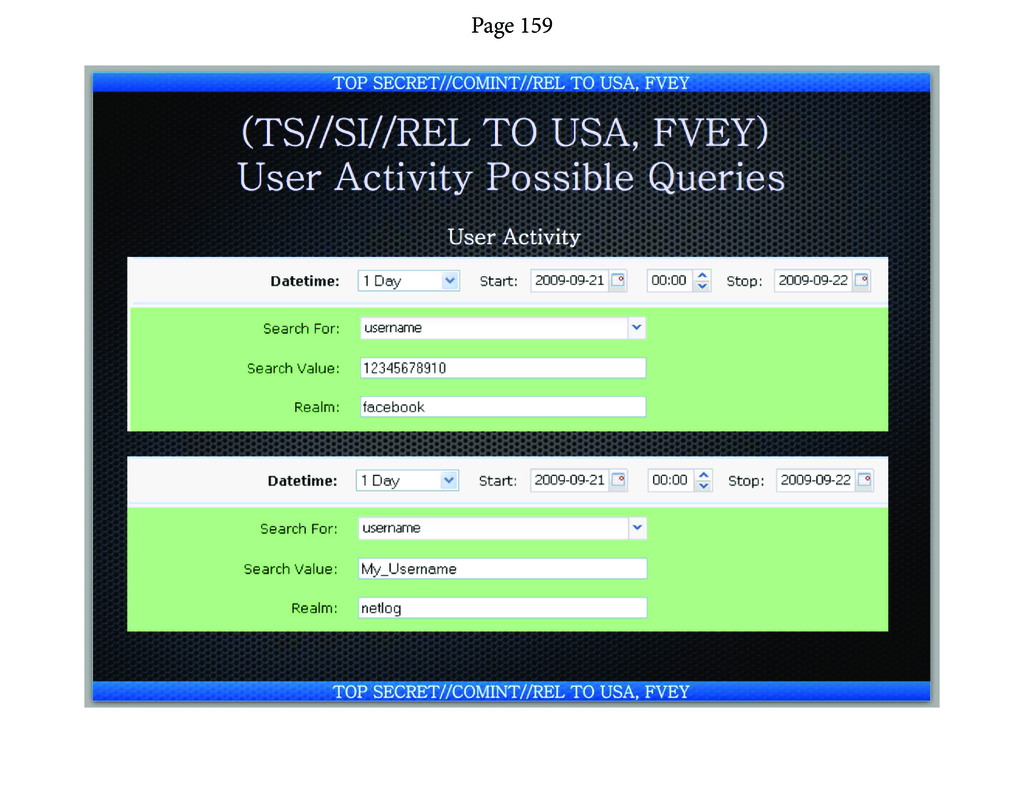 Page 159
TOP SECRET//COMINT//REL TO USA, FVEY
(TS//SI//REL TO USA, FVEY)
User Activity Possible Queries
User Activity
Datetime: 1 Day Start: 2009-09-21 00:00 Stop: 2009-09-22
Search For: username
Search Value: 12345678910
Realm: facebook
Datetime: 1 Day Start: 2009-09-21 00:00 Stop: 2009-09-22
Search For: username
Search Value: My_Username
Realm: netlog
TOP SECRET//COMINT//REL TO USA, FVEY